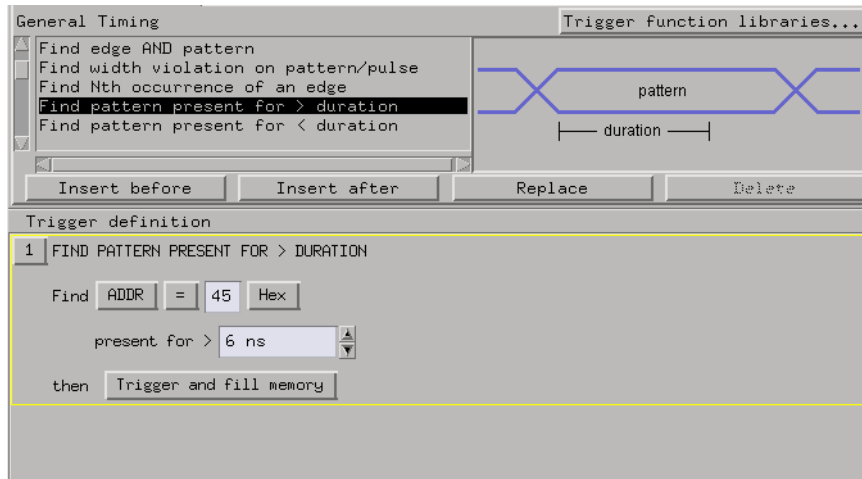 General Timing
Trigger function libraries...
Find edge AND pattern
Find width violation on pattern/pulse
Find Nth occurrence of an edge
Find pattern present for > duration
Find pattern present for < duration
pattern
duration
Insert before Insert after Replace Delete
Trigger definition
1 FIND PATTERN PRESENT FOR > DURATION
Find ADDR = 45 Hex
present for > 6 ns
then Trigger and fill memory